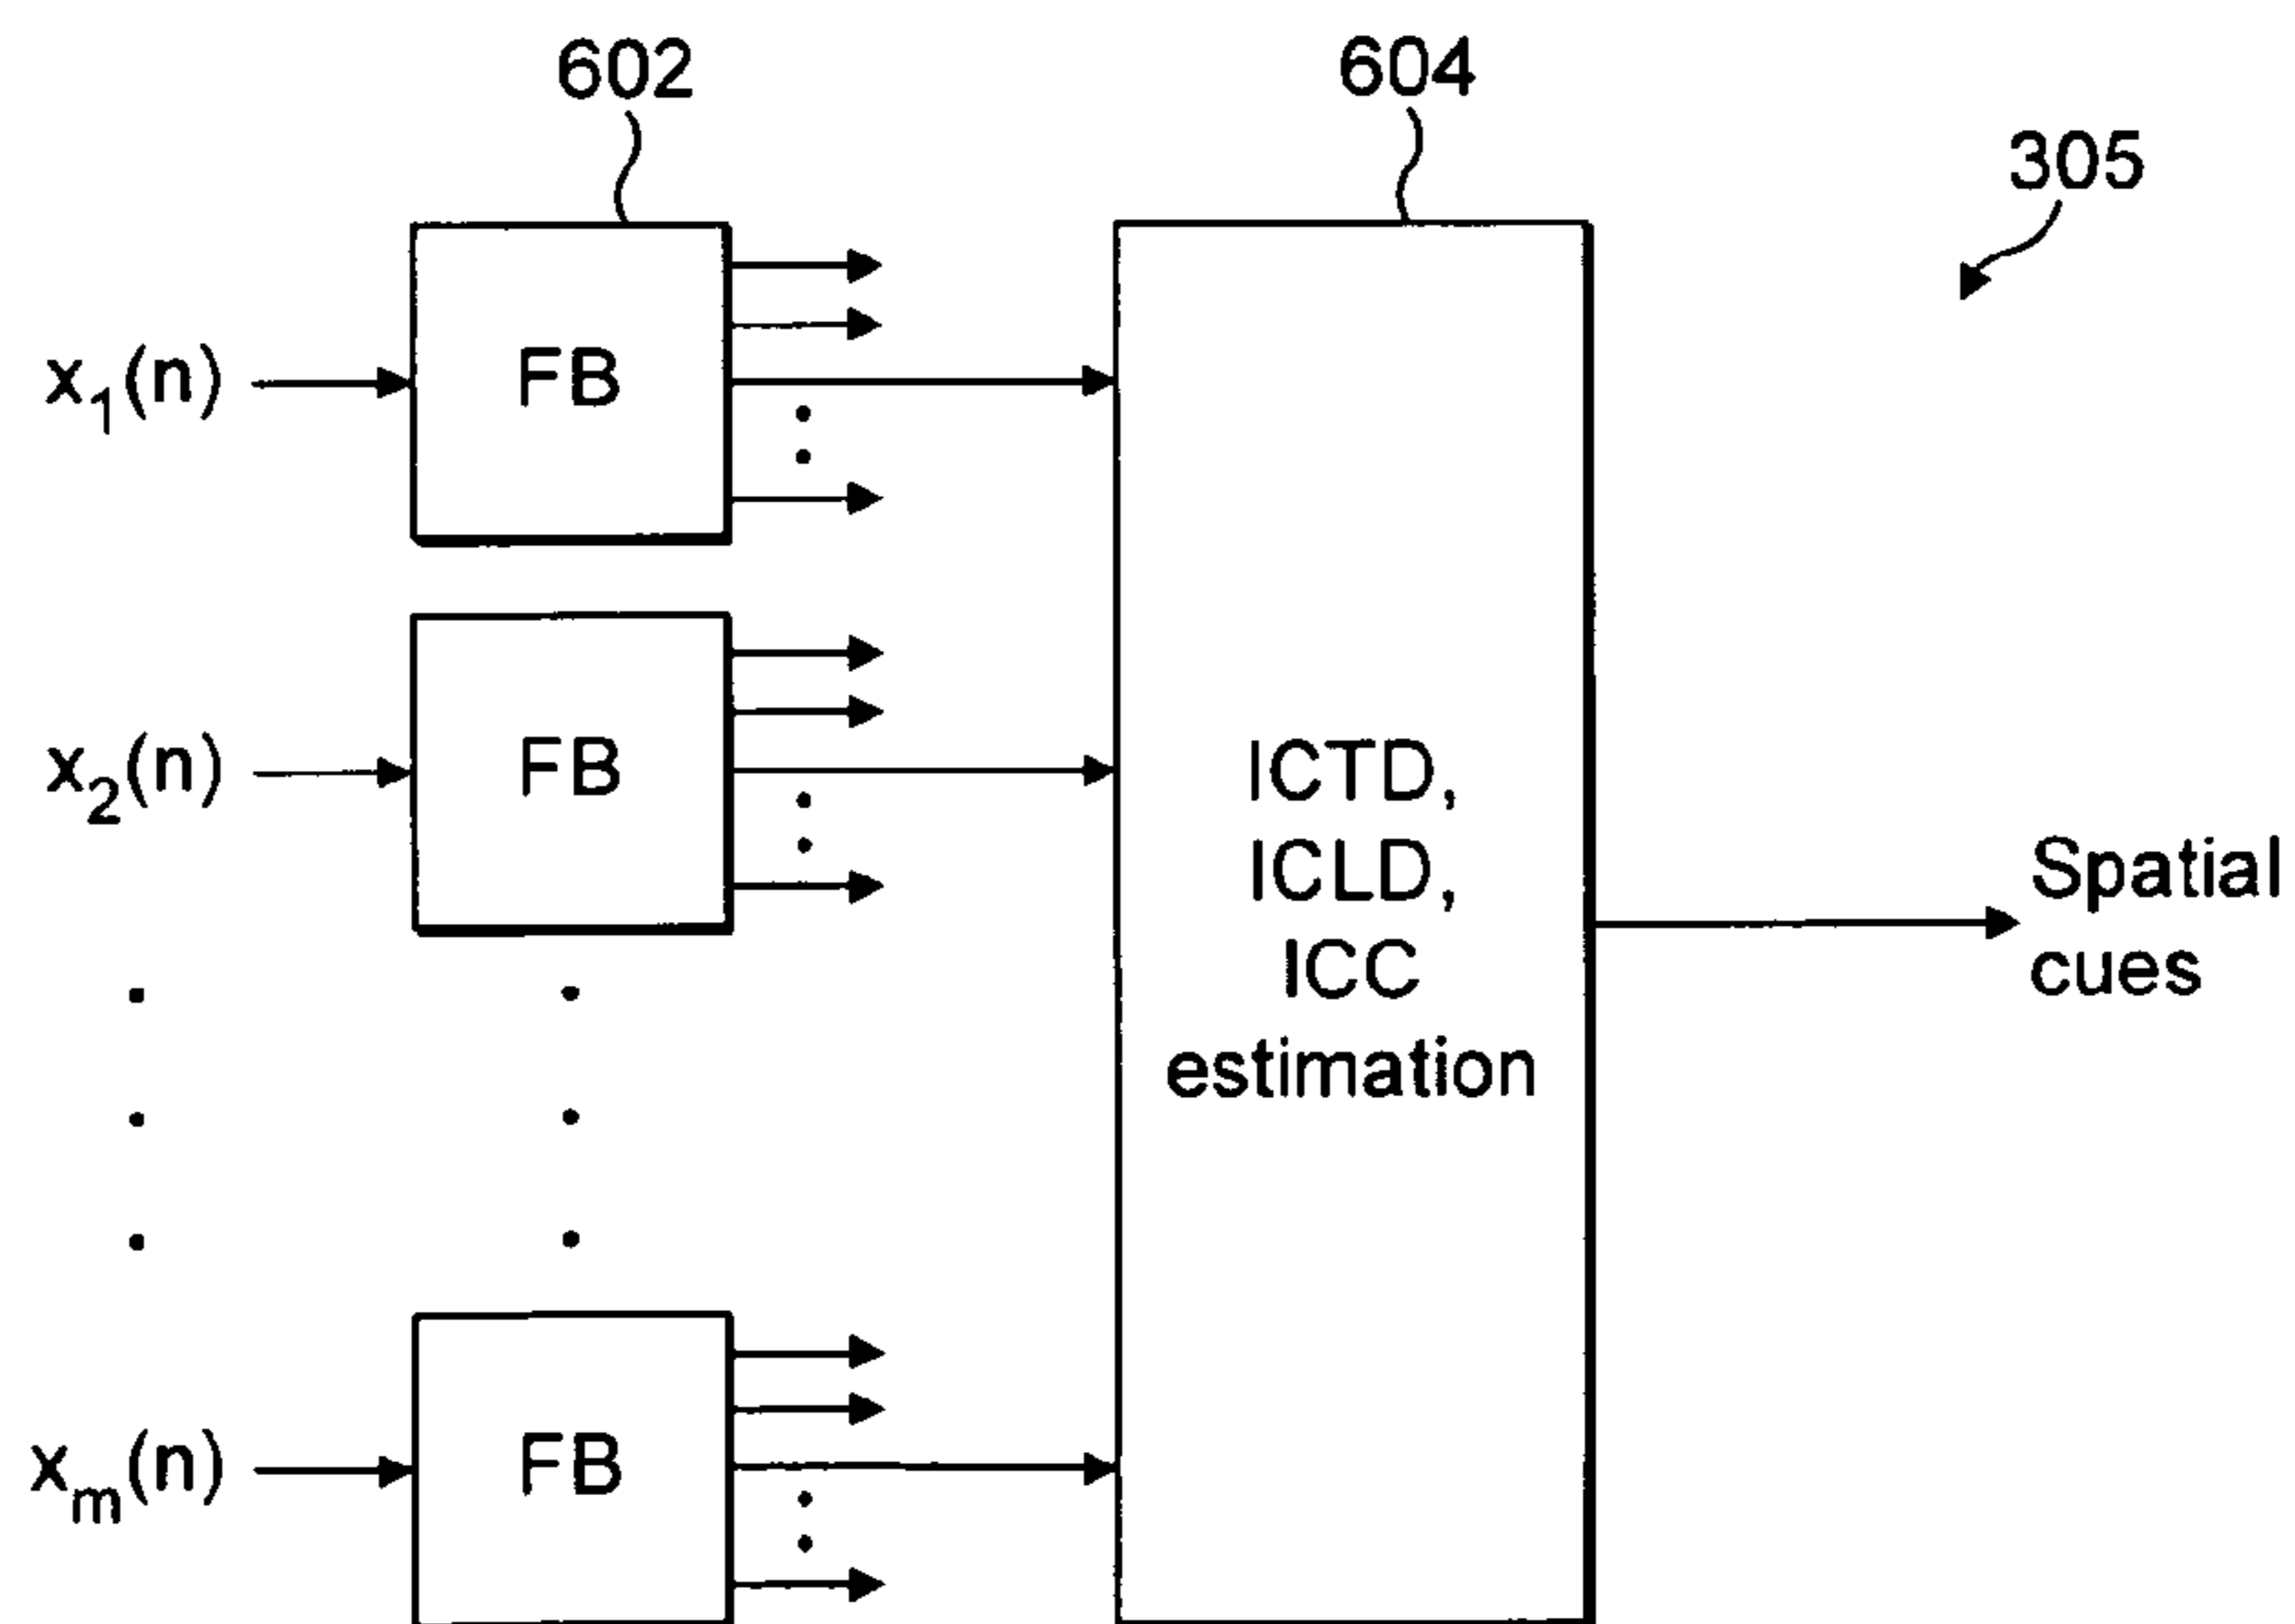 602
604
305
x₁(n)
FB
x₂(n)
FB
ICTD,
ICLD,
ICC
estimation
Spatial
cues
xₘ(n)
FB